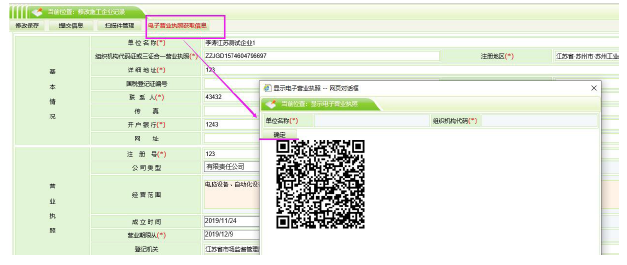 当前位置：修改施工企业记录
修改保存 提交信息 扫描件管理 电子营业执照获取信息
单位名称(*) 李涛江苏测试企业1
组织机构代码证或三证合一营业执照(*) ZZJGD1574604796697 注册地区(*) 江苏省·苏州市·苏州工业
详细地址(*) 123
国税登记证编号
联系人(*) 43432
传真
开户银行(*) 1243
网址
基本情况
显示电子营业执照 -- 网页对话框
当前位置：显示电子营业执照
单位名称(*) 组织机构代码(*)
确定
注册号(*) 123
公司类型 有限责任公司
经营范围 电脑设备、自动化设
成立时间 2019/11/24
营业期限从(*) 2019/12/9
登记机关 江苏省市场监督管理
营业执照